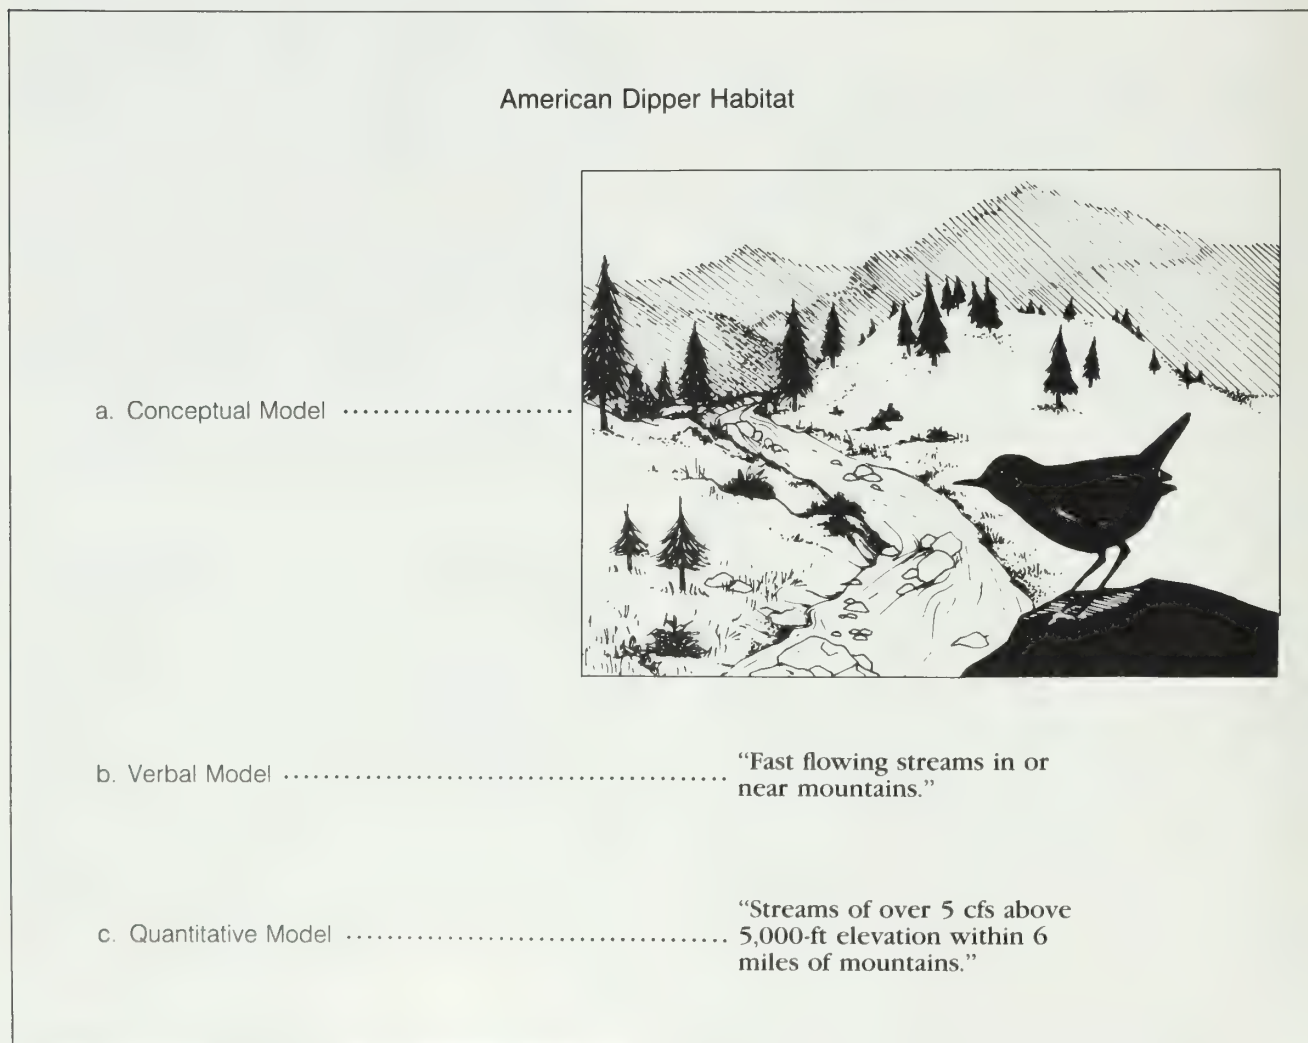 American Dipper Habitat
a. Conceptual Model ..........................
b. Verbal Model ................................................. "Fast flowing streams in or
near mountains."
c. Quantitative Model .......................................... "Streams of over 5 cfs above
5,000-ft elevation within 6
miles of mountains."